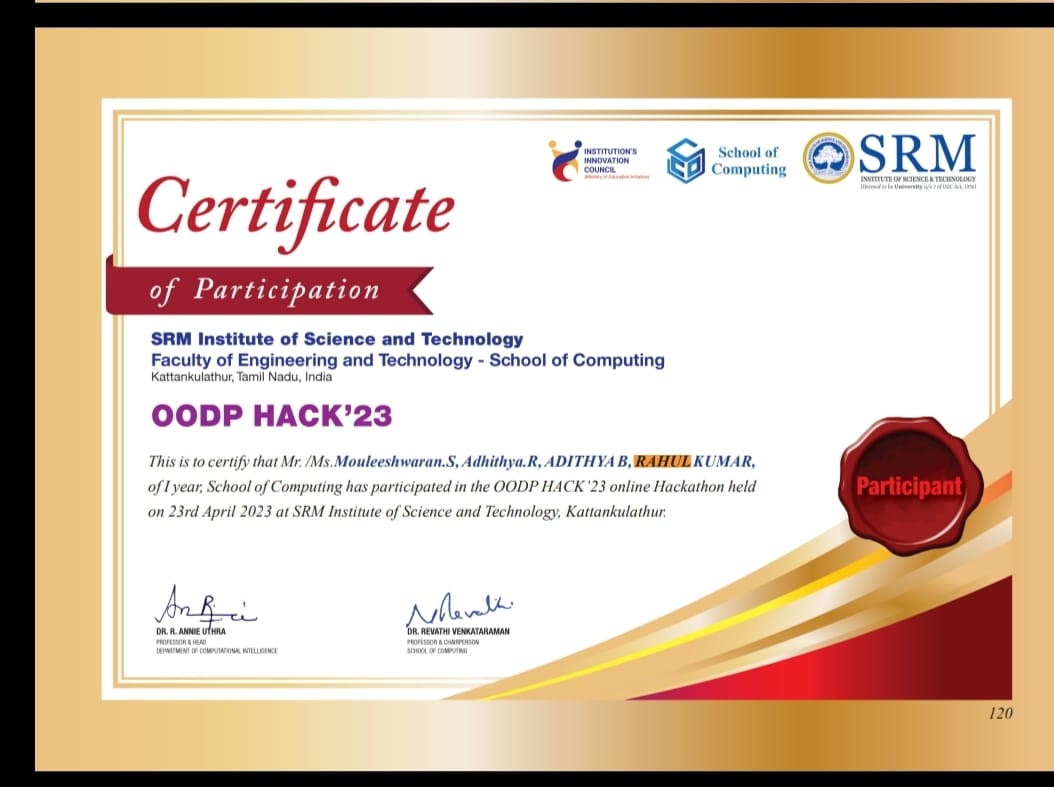 INSTITUTION'S
INNOVATION
COUNCIL
(Ministry of Education Initiative)
School of
Computing
SRM
INSTITUTE OF SCIENCE & TECHNOLOGY
(Deemed to be University u/s 3 of UGC Act, 1956)
Certificate
of Participation
SRM Institute of Science and Technology
Faculty of Engineering and Technology - School of Computing
Kattankulathur, Tamil Nadu, India
OODP HACK’23
This is to certify that Mr. /Ms.Mouleeshwaran.S, Adhithya.R, ADITHYA B, RAHUL KUMAR,
of I year, School of Computing has participated in the OODP HACK’23 online Hackathon held
on 23rd April 2023 at SRM Institute of Science and Technology, Kattankulathur.
Participant
DR. R. ANNIE UTHRA
PROFESSOR & HEAD
DEPARTMENT OF COMPUTATIONAL INTELLIGENCE
DR. REVATHI VENKATARAMAN
PROFESSOR & CHAIRPERSON
SCHOOL OF COMPUTING
120